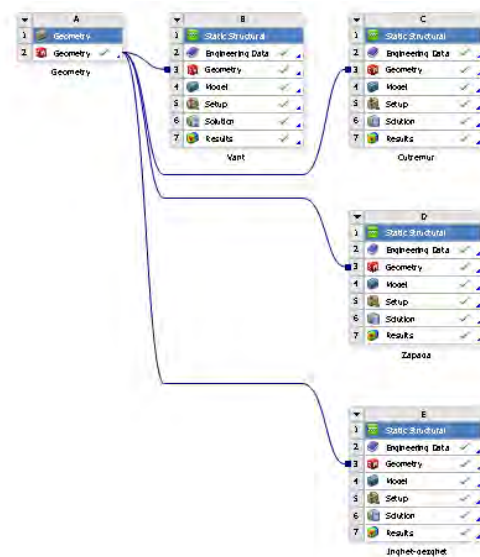 A
1 Geometry
2 Geometry
Geometry
B
1 Static Structural
2 Engineering Data
3 Geometry
4 Model
5 Setup
6 Solution
7 Results
Vant
C
1 Static Structural
2 Engineering Data
3 Geometry
4 Model
5 Setup
6 Solution
7 Results
Cutremur
D
1 Static Structural
2 Engineering Data
3 Geometry
4 Model
5 Setup
6 Solution
7 Results
Zapada
E
1 Static Structural
2 Engineering Data
3 Geometry
4 Model
5 Setup
6 Solution
7 Results
Inghet-dezghet